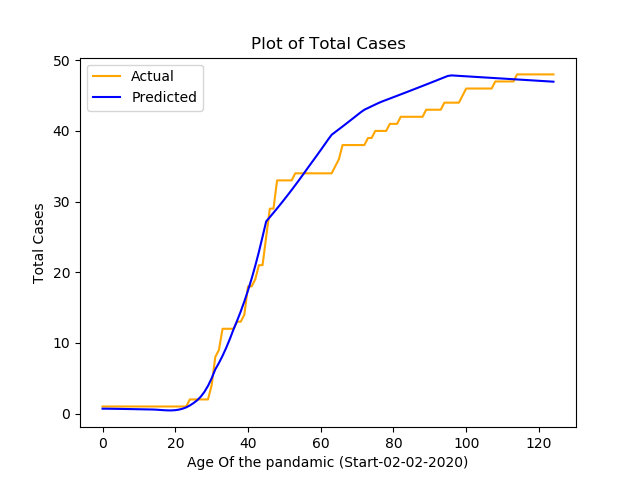 Plot of Total Cases
Actual
Predicted
Total Cases
50
40
30
20
10
0
0 20 40 60 80 100 120
Age Of the pandamic (Start-02-02-2020)